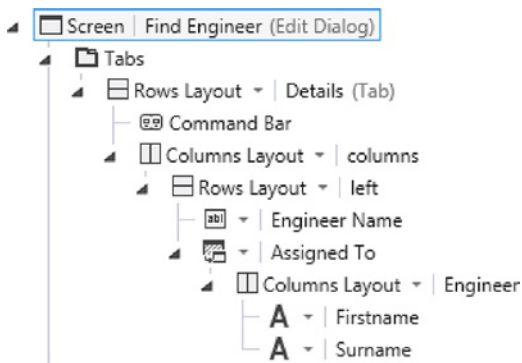 Screen | Find Engineer (Edit Dialog)
Tabs
Rows Layout | Details (Tab)
Command Bar
Columns Layout | columns
Rows Layout | left
abl | Engineer Name
Assigned To
Columns Layout | Engineer
A | Firstname
A | Surname